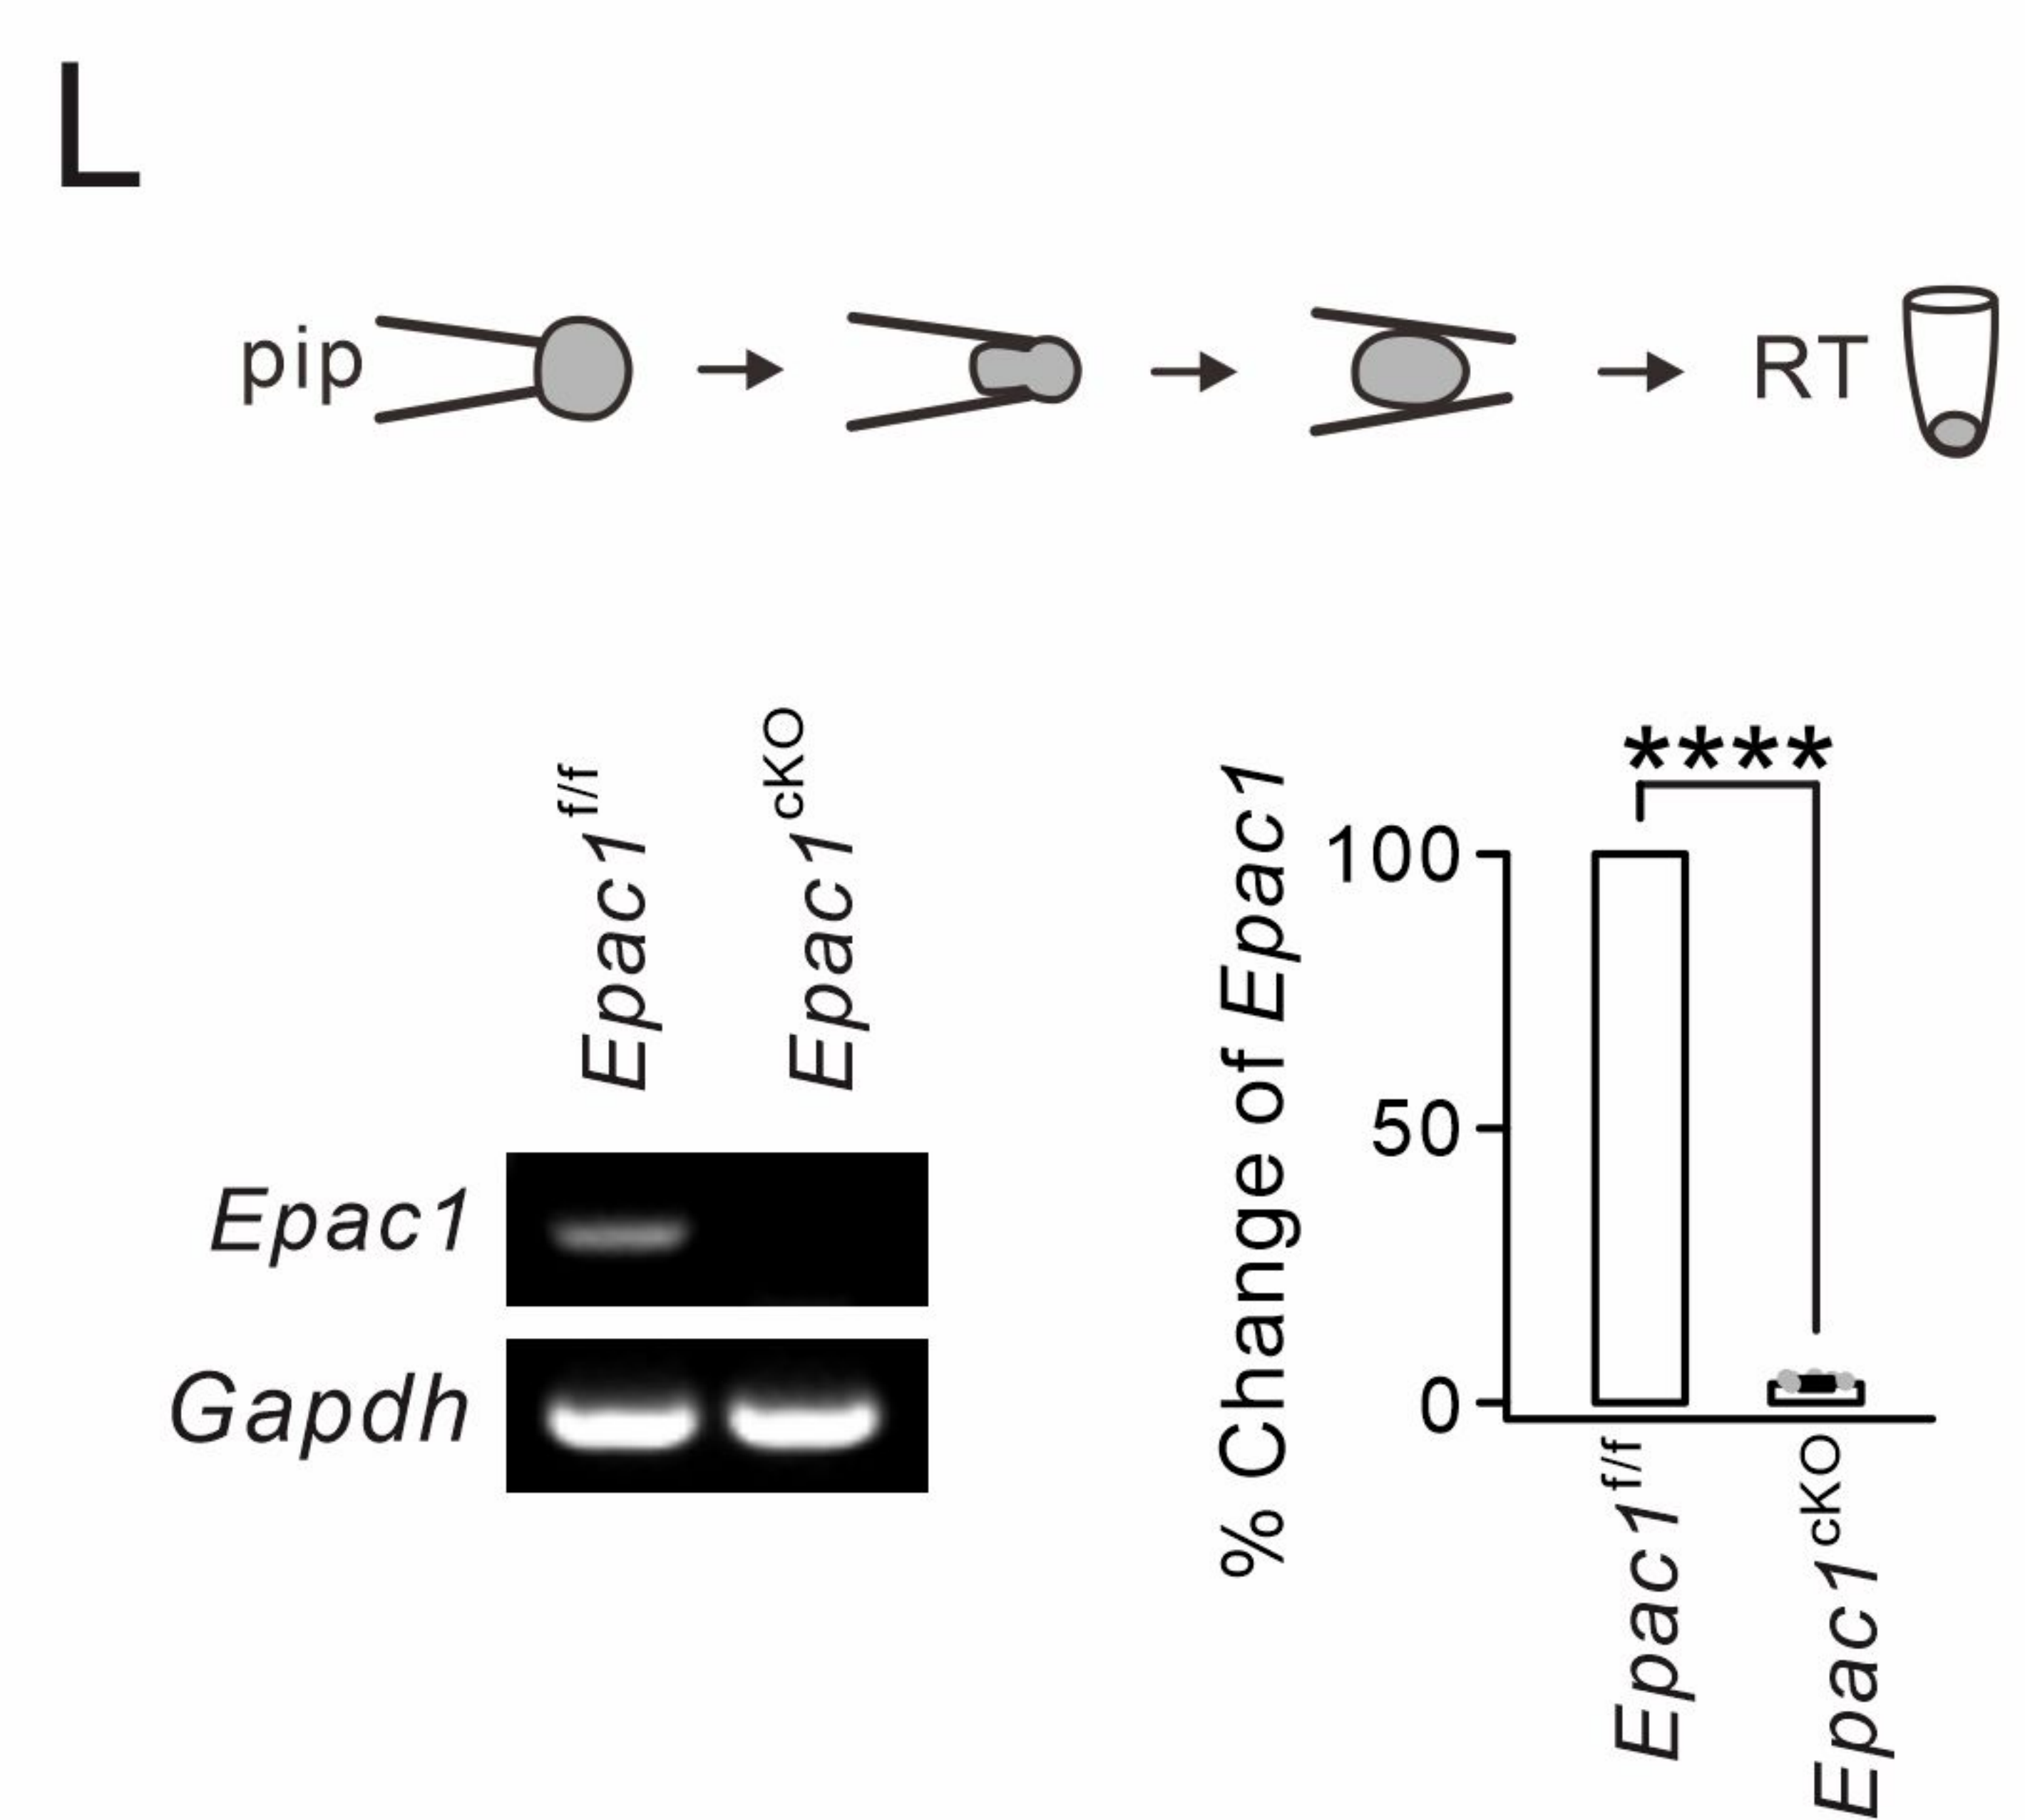 L
pip
RT
Epac1f/f
Epac1cKO
Epac1
Gapdh
****
% Change of Epac1
100
50
0
Epac1f/f
Epac1cKO